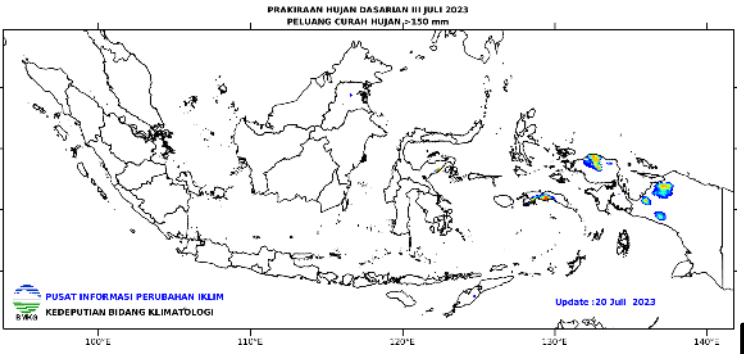 PRAKIRAAN HUJAN DASARIAN III JULI 2023
PELUANG CURAH HUJAN >150 mm
PUSAT INFORMASI PERUBAHAN IKLIM
KEDEPUTIAN BIDANG KLIMATOLOGI
BMKG
Update :20 Juli 2023
100°E 110°E 120°E 130°E 140°E